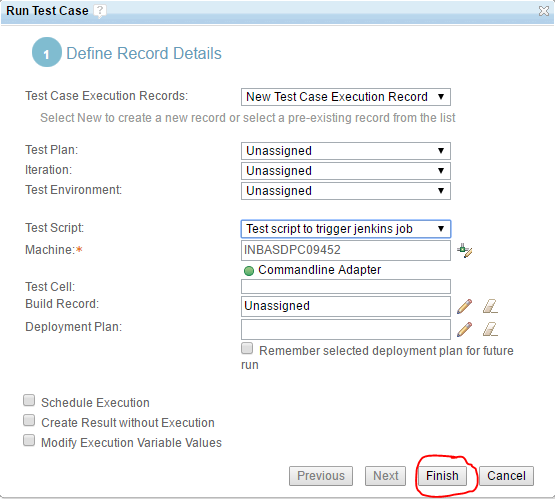 Run Test Case ?
1 Define Record Details
Test Case Execution Records: New Test Case Execution Record
Select New to create a new record or select a pre-existing record from the list
Test Plan: Unassigned
Iteration: Unassigned
Test Environment: Unassigned
Test Script: Test script to trigger jenkins job
Machine:* INBASDPC09452
Commandline Adapter
Test Cell:
Build Record: Unassigned
Deployment Plan:
Remember selected deployment plan for future
run
Schedule Execution
Create Result without Execution
Modify Execution Variable Values
Previous Next Finish Cancel